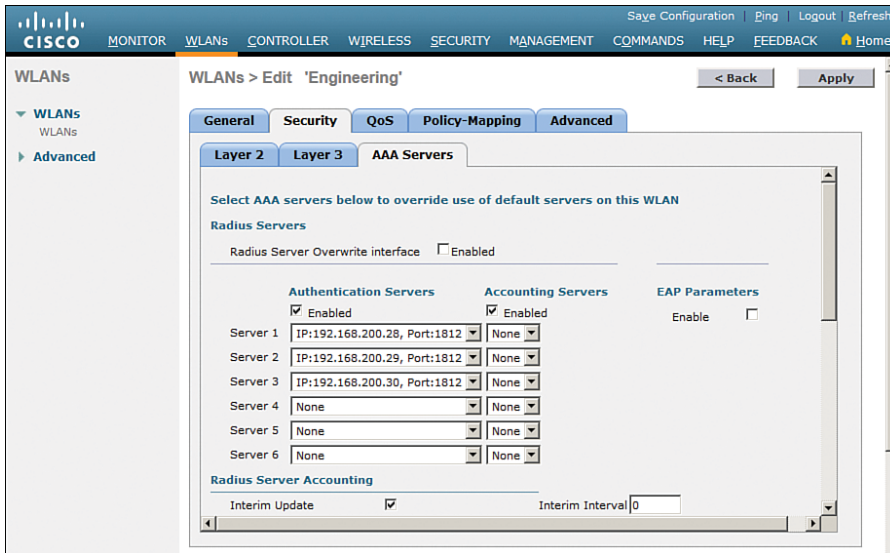 Save Configuration | Ping | Logout | Refresh
CISCO MONITOR WLANs CONTROLLER WIRELESS SECURITY MANAGEMENT COMMANDS HELP FEEDBACK Home
WLANs
WLANs
WLANs
Advanced
WLANs > Edit 'Engineering'
< Back Apply
General Security QoS Policy-Mapping Advanced
Layer 2 Layer 3 AAA Servers
Select AAA servers below to override use of default servers on this WLAN
Radius Servers
Radius Server Overwrite interface Enabled
Authentication Servers Accounting Servers EAP Parameters
Enabled Enabled Enable
Server 1 IP:192.168.200.28, Port:1812 None
Server 2 IP:192.168.200.29, Port:1812 None
Server 3 IP:192.168.200.30, Port:1812 None
Server 4 None None
Server 5 None None
Server 6 None None
Radius Server Accounting
Interim Update Interim Interval 0